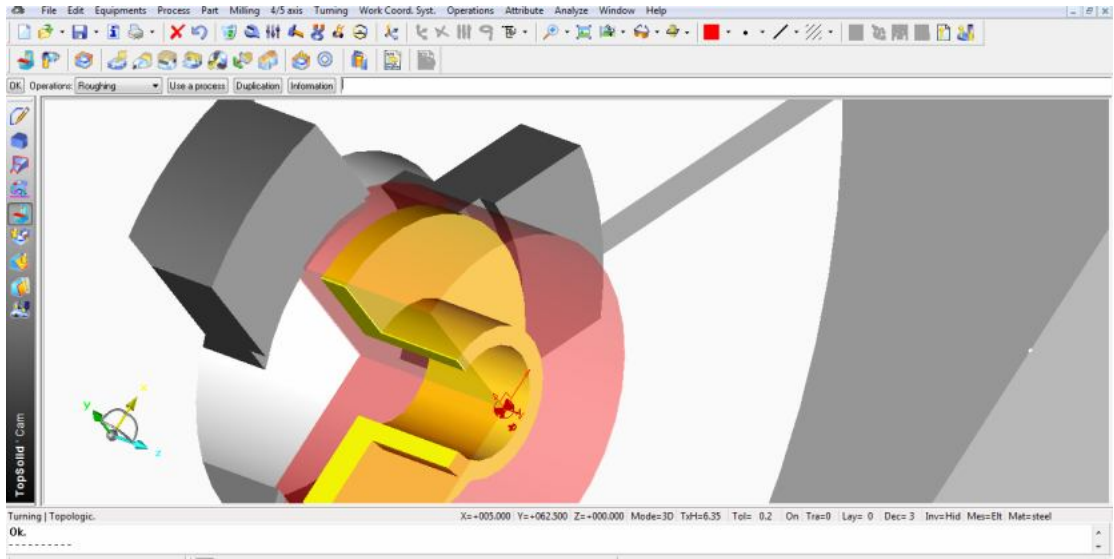 File Edit Equipments Process Part Milling 4/5 axis Turning Work Coord. Syst. Operations Attribute Analyze Window Help
OK Operations: Roughing Use a process Duplication Information
x
y
z
TopSolid'Cam
Turning | Topologic. X=+005.000 Y=+062.500 Z=+000.000 Mode=3D TxH=6.35 Tol= 0.2 On Tra=0 Lay= 0 Dec= 3 Inv=Hid Mes=Elt Mat=steel
Ok.
----------